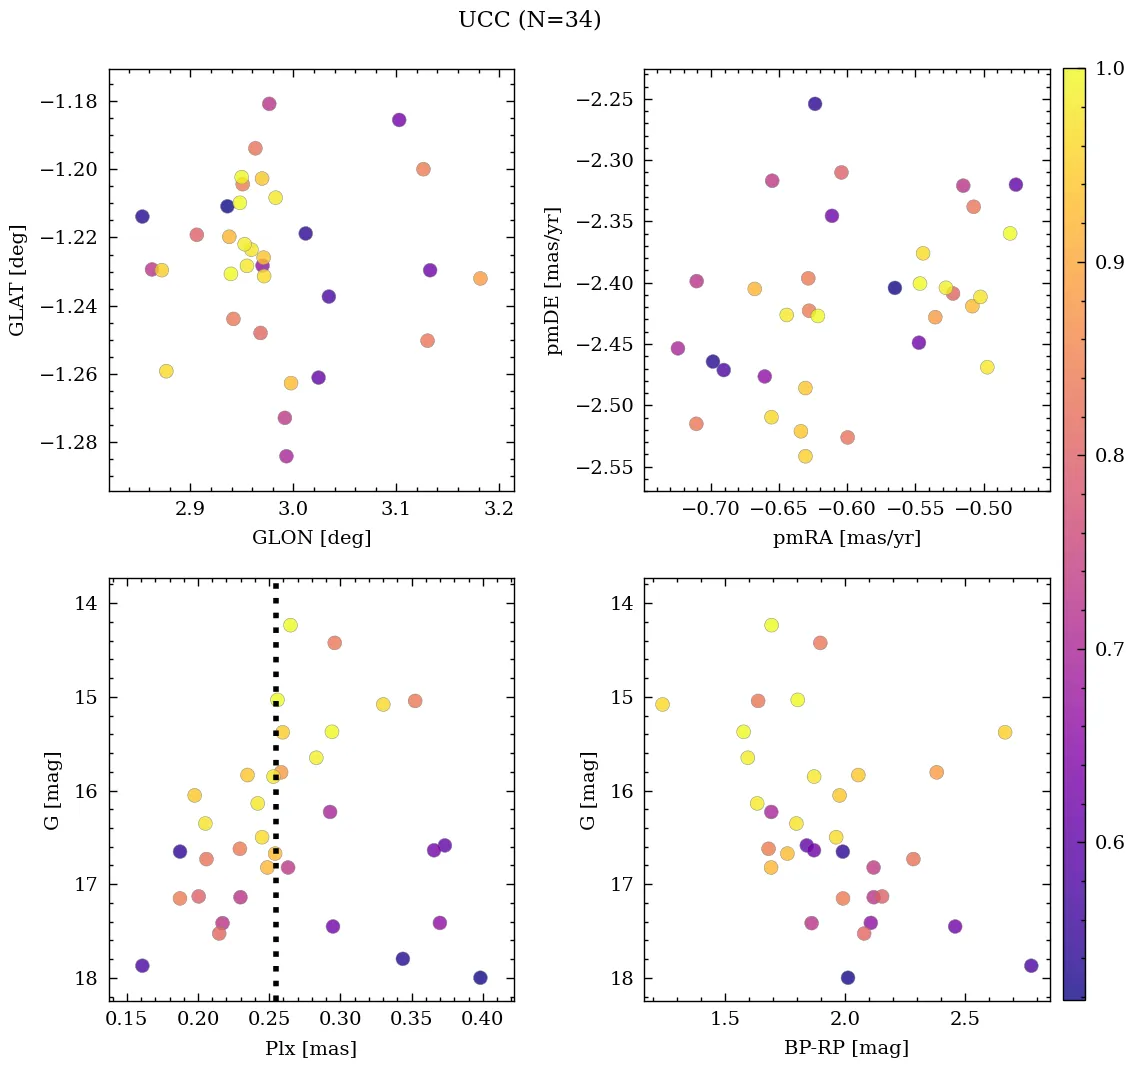 UCC (N=34)
−1.18
−1.20
−1.22
−1.24
−1.26
−1.28
GLAT [deg]
2.9 3.0 3.1 3.2
GLON [deg]
−2.25
−2.30
−2.35
−2.40
−2.45
−2.50
−2.55
pmDE [mas/yr]
−0.70 −0.65 −0.60 −0.55 −0.50
pmRA [mas/yr]
14
15
16
17
18
G [mag]
0.15 0.20 0.25 0.30 0.35 0.40
Plx [mas]
14
15
16
17
18
G [mag]
1.5 2.0 2.5
BP-RP [mag]
1.0
0.9
0.8
0.7
0.6